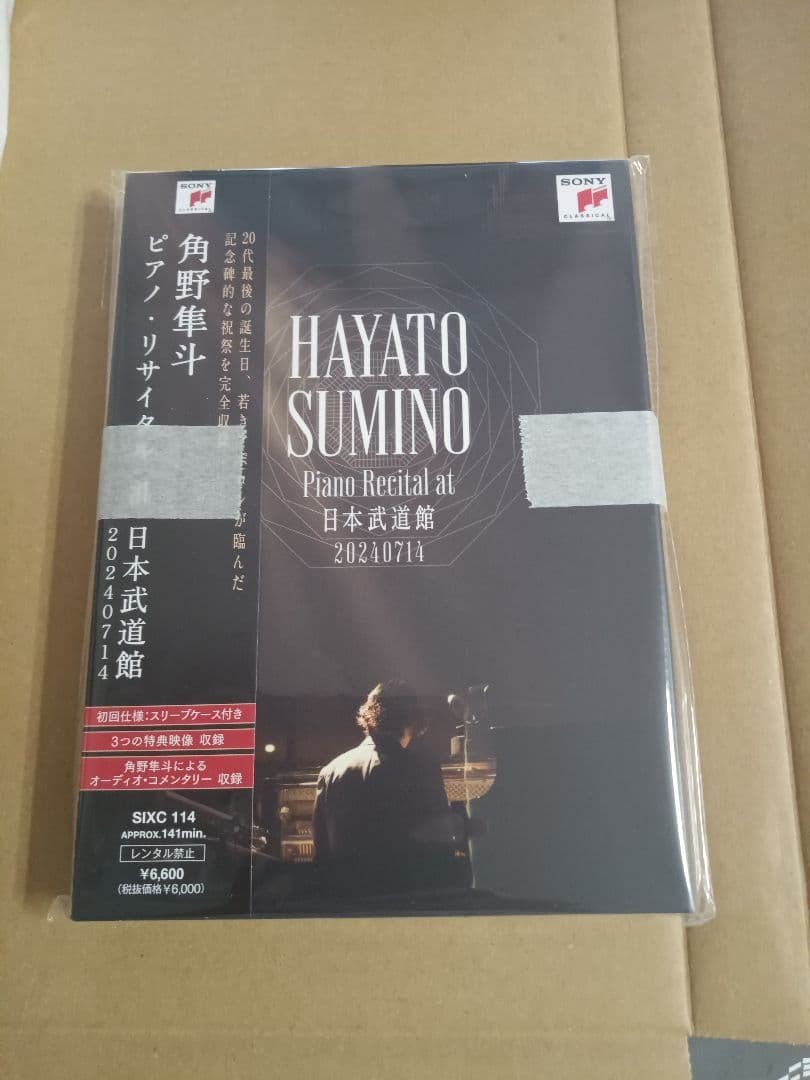 SONY
CLASSICAL
角野隼斗
ピアノ・リサイタ
日本武道館
20240714
20代最後の誕生日、若き
が臨んだ
記念碑的な祝祭を完全収
初回仕様:スリーブケース付き
3つの特典映像 収録
角野隼斗による
オーディオ・コメンタリー 収録
SIXC 114
APPROX.141min.
レンタル禁止
¥6,600
(税抜価格¥6,000)
SONY
CLASSICAL
HAYATO
SUMINO
Piano Recital at
日本武道館
20240714